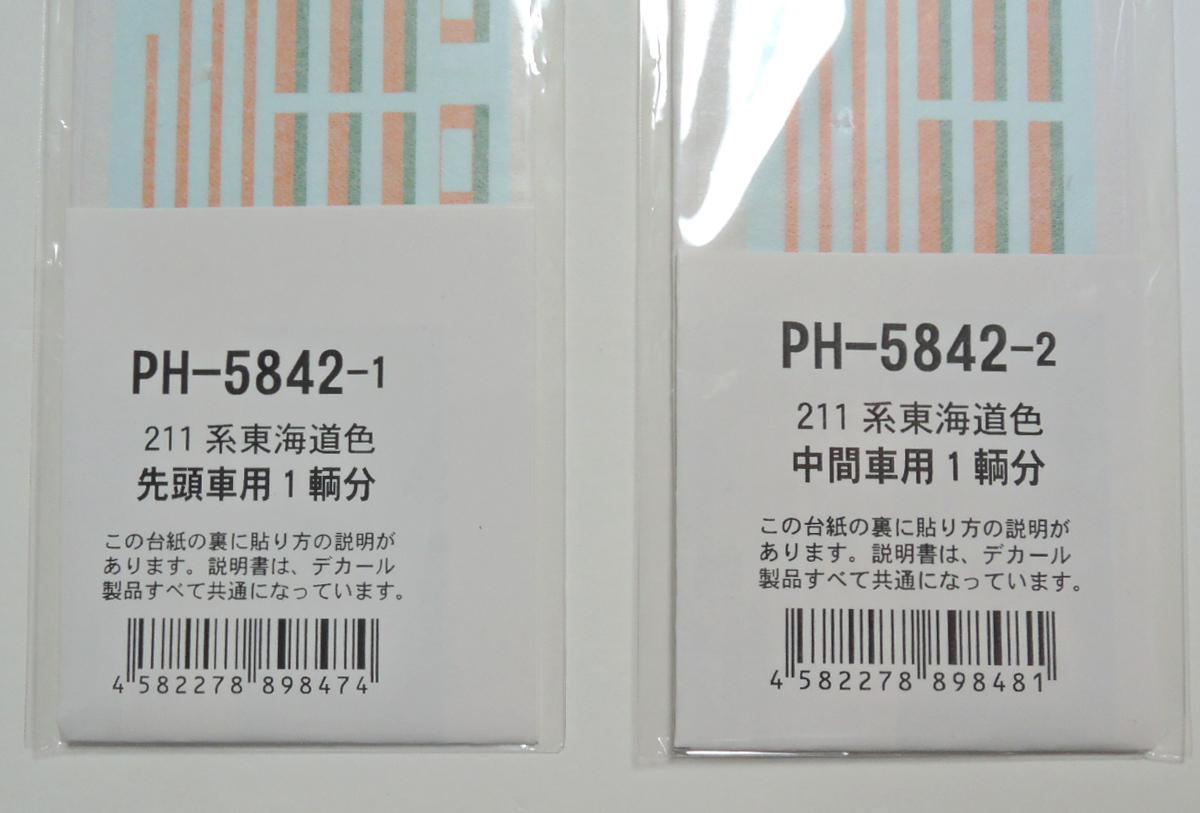 PH-5842-1
211系東海道色
先頭車用1輌分
この台紙の裏に貼り方の説明が
あります。説明書は、デカール
製品すべて共通になっています。
4 582278 898474
PH-5842-2
211系東海道色
中間車用1輌分
この台紙の裏に貼り方の説明が
あります。説明書は、デカール
製品すべて共通になっています。
4 582278 898481